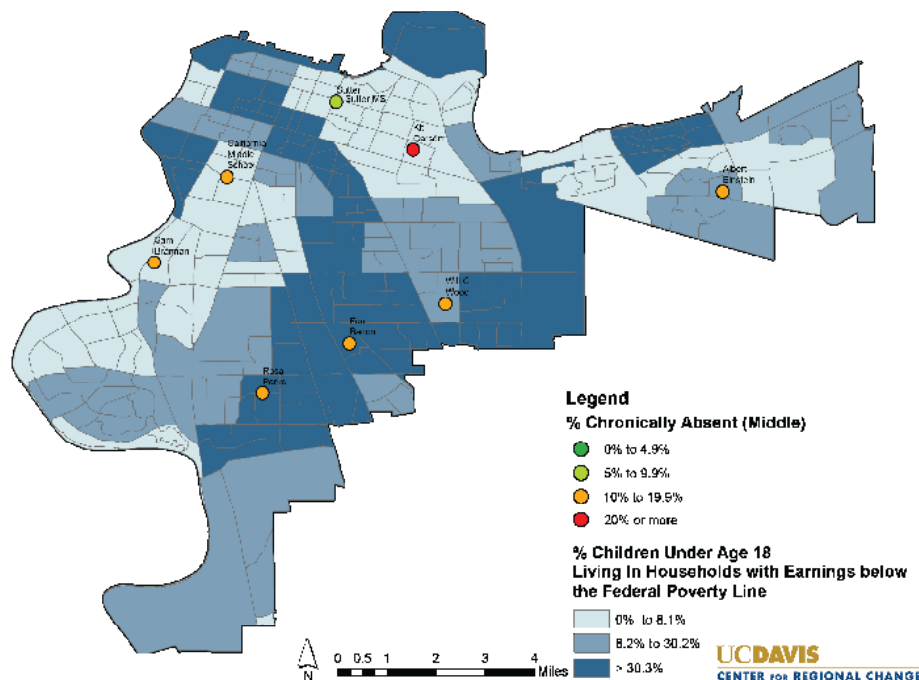 Sutter
Sutter MS
Kit
Carson
California
Middle
School
Albert
Einstein
Sam
Brannan
Will C
Wood
Fern
Bacon
Rosa
Parks
Legend
% Chronically Absent (Middle)
0% to 4.9%
5% to 9.9%
10% to 19.9%
20% or more
% Children Under Age 18
Living In Households with Earnings below
the Federal Poverty Line
0% to 8.1%
8.2% to 30.2%
> 30.3%
N
0 0.5 1 2 3 4
Miles
UCDAVIS
CENTER FOR REGIONAL CHANGE